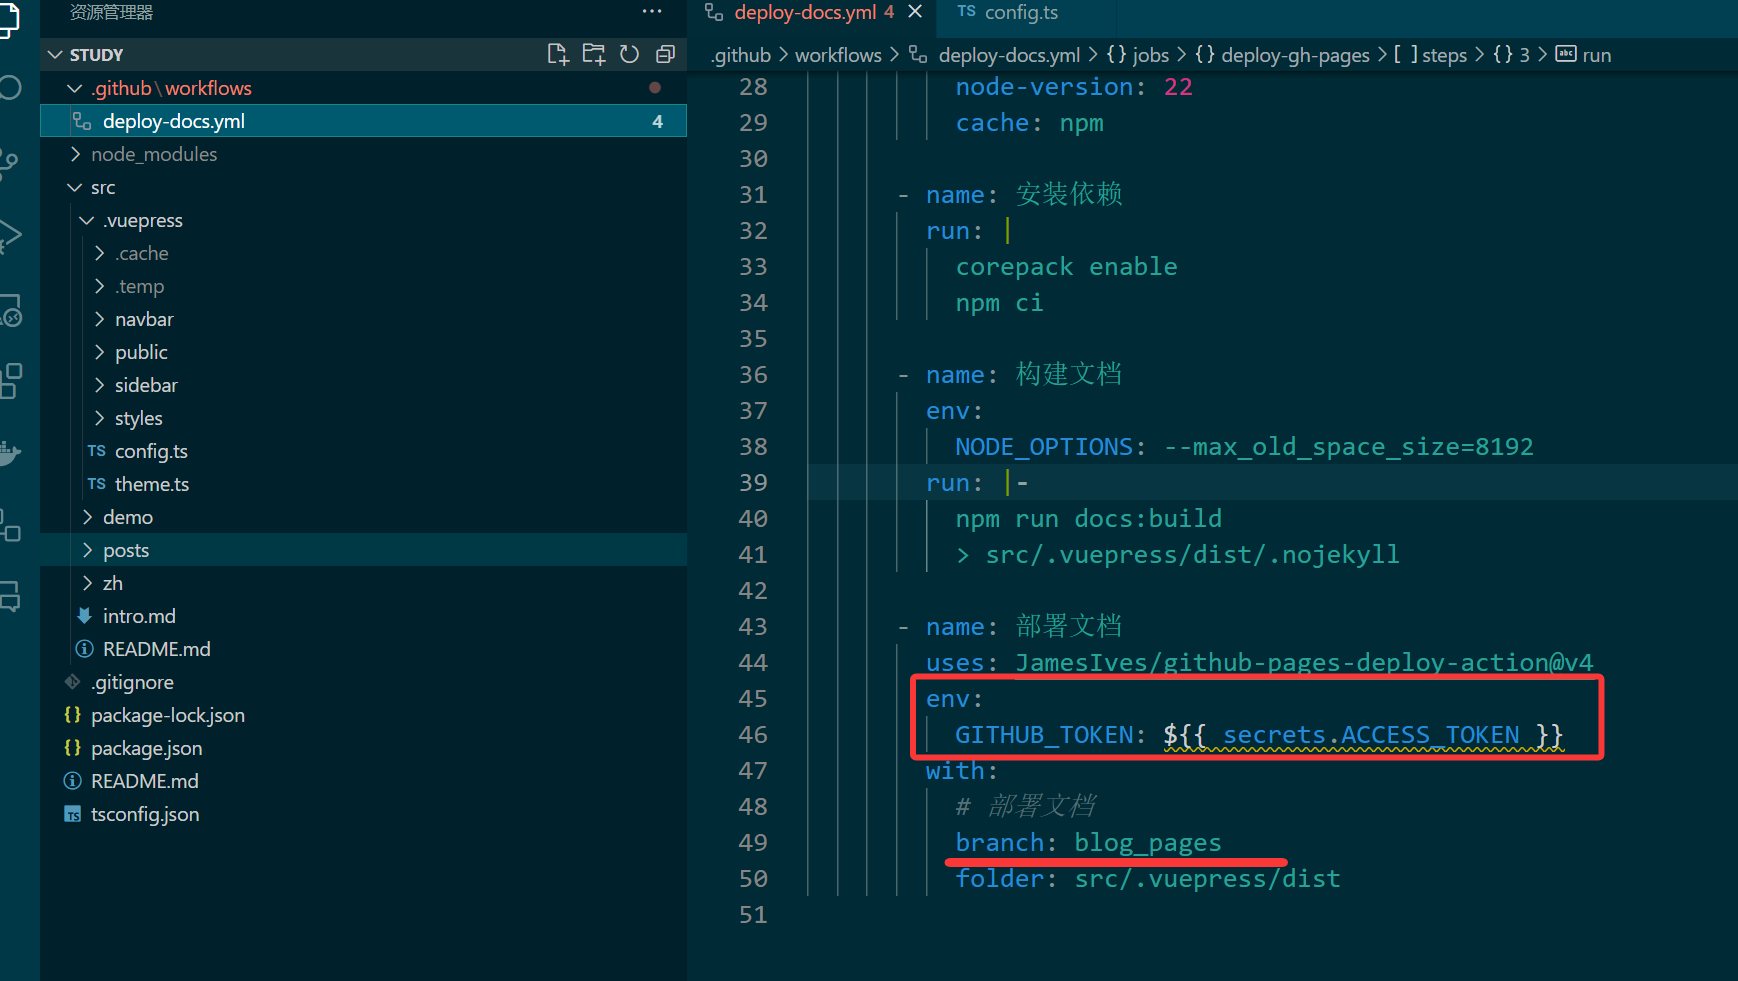 资源管理器
STUDY
.github\workflows
deploy-docs.yml 4
node_modules
src
.vuepress
.cache
.temp
navbar
public
sidebar
styles
TS config.ts
TS theme.ts
demo
posts
zh
intro.md
README.md
.gitignore
package-lock.json
package.json
README.md
TS tsconfig.json
deploy-docs.yml 4
TS config.ts
.github > workflows > deploy-docs.yml > {} jobs > {} deploy-gh-pages > [ ] steps > {} 3 > abc run
28 node-version: 22
29 cache: npm
30
31 - name: 安装依赖
32 run: |
33 corepack enable
34 npm ci
35
36 - name: 构建文档
37 env:
38 NODE_OPTIONS: --max_old_space_size=8192
39 run: |-
40 npm run docs:build
41 > src/.vuepress/dist/.nojekyll
42
43 - name: 部署文档
44 uses: JamesIves/github-pages-deploy-action@v4
45 env:
46 GITHUB_TOKEN: ${{ secrets.ACCESS_TOKEN }}
47 with:
48 # 部署文档
49 branch: blog_pages
50 folder: src/.vuepress/dist
51